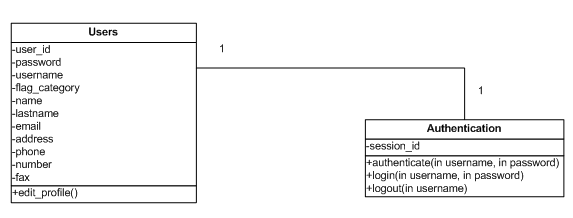 Users
-user_id
-password
-username
-flag_category
-name
-lastname
-email
-address
-phone
-number
-fax
+edit_profile()
1
1
Authentication
-session_id
+authenticate(in username, in password)
+login(in username, in password)
+logout(in username)